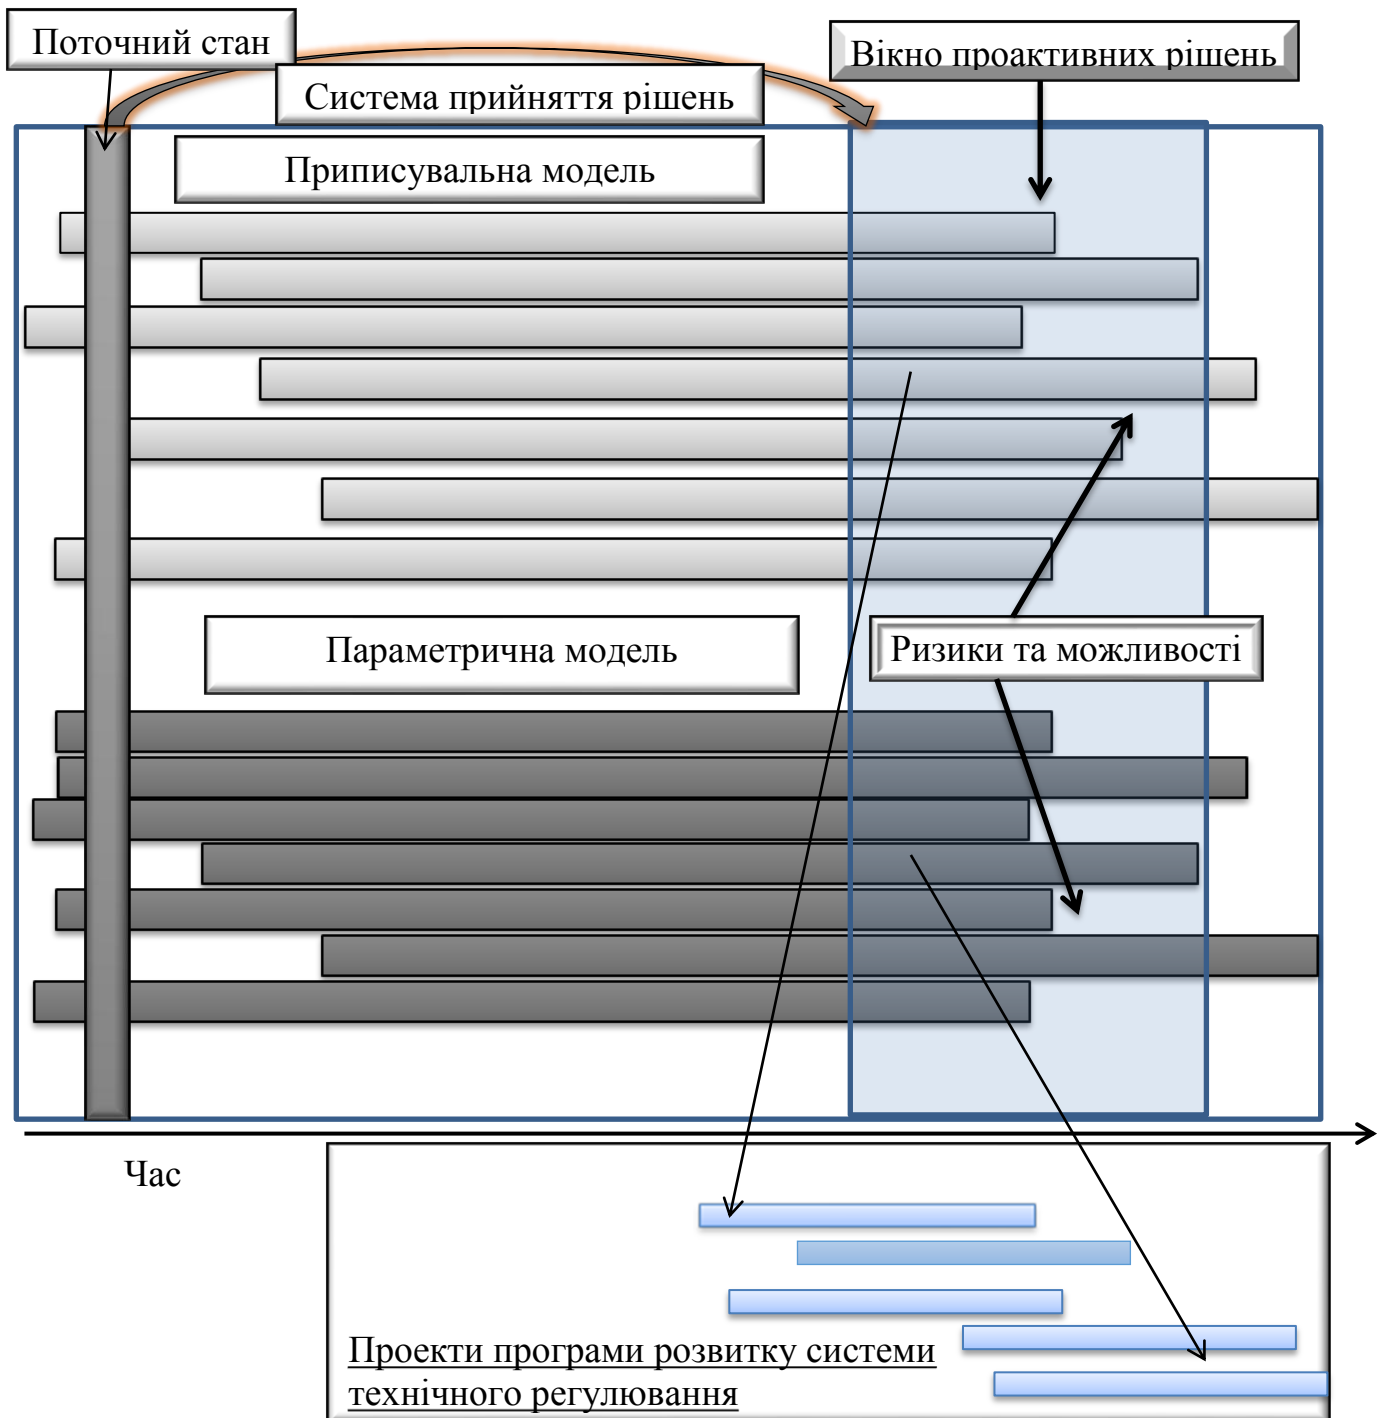 Поточний стан
Вікно проактивних рішень
Система прийняття рішень
Приписувальна модель
Параметрична модель
Ризики та можливості
Час
Проекти програми розвитку системи
технічного регулювання